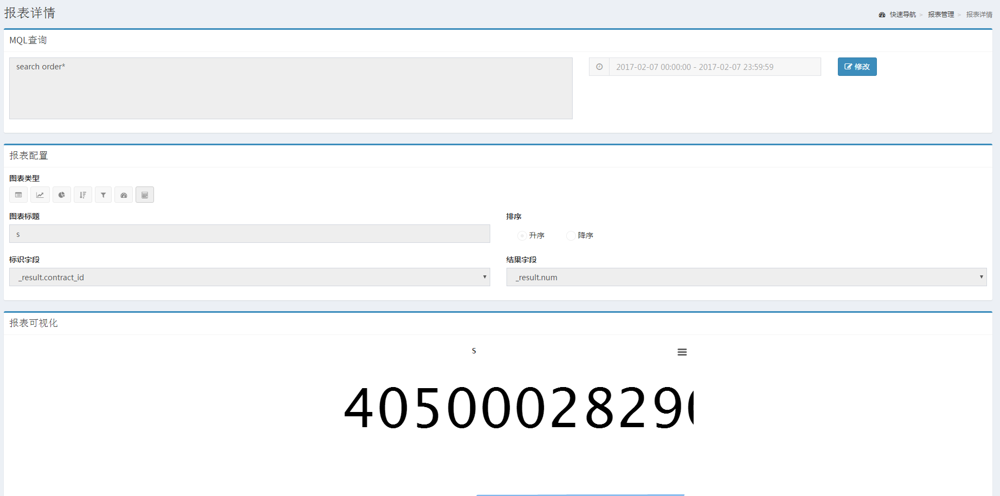 报表详情
快速导航 > 报表管理 > 报表详情
MQL查询
search order*
2017-02-07 00:00:00 - 2017-02-07 23:59:59
修改
报表配置
图表类型
图表标题
排序
s
升序
降序
标识字段
结果字段
_result.contract_id
_result.num
报表可视化
s
4050002829